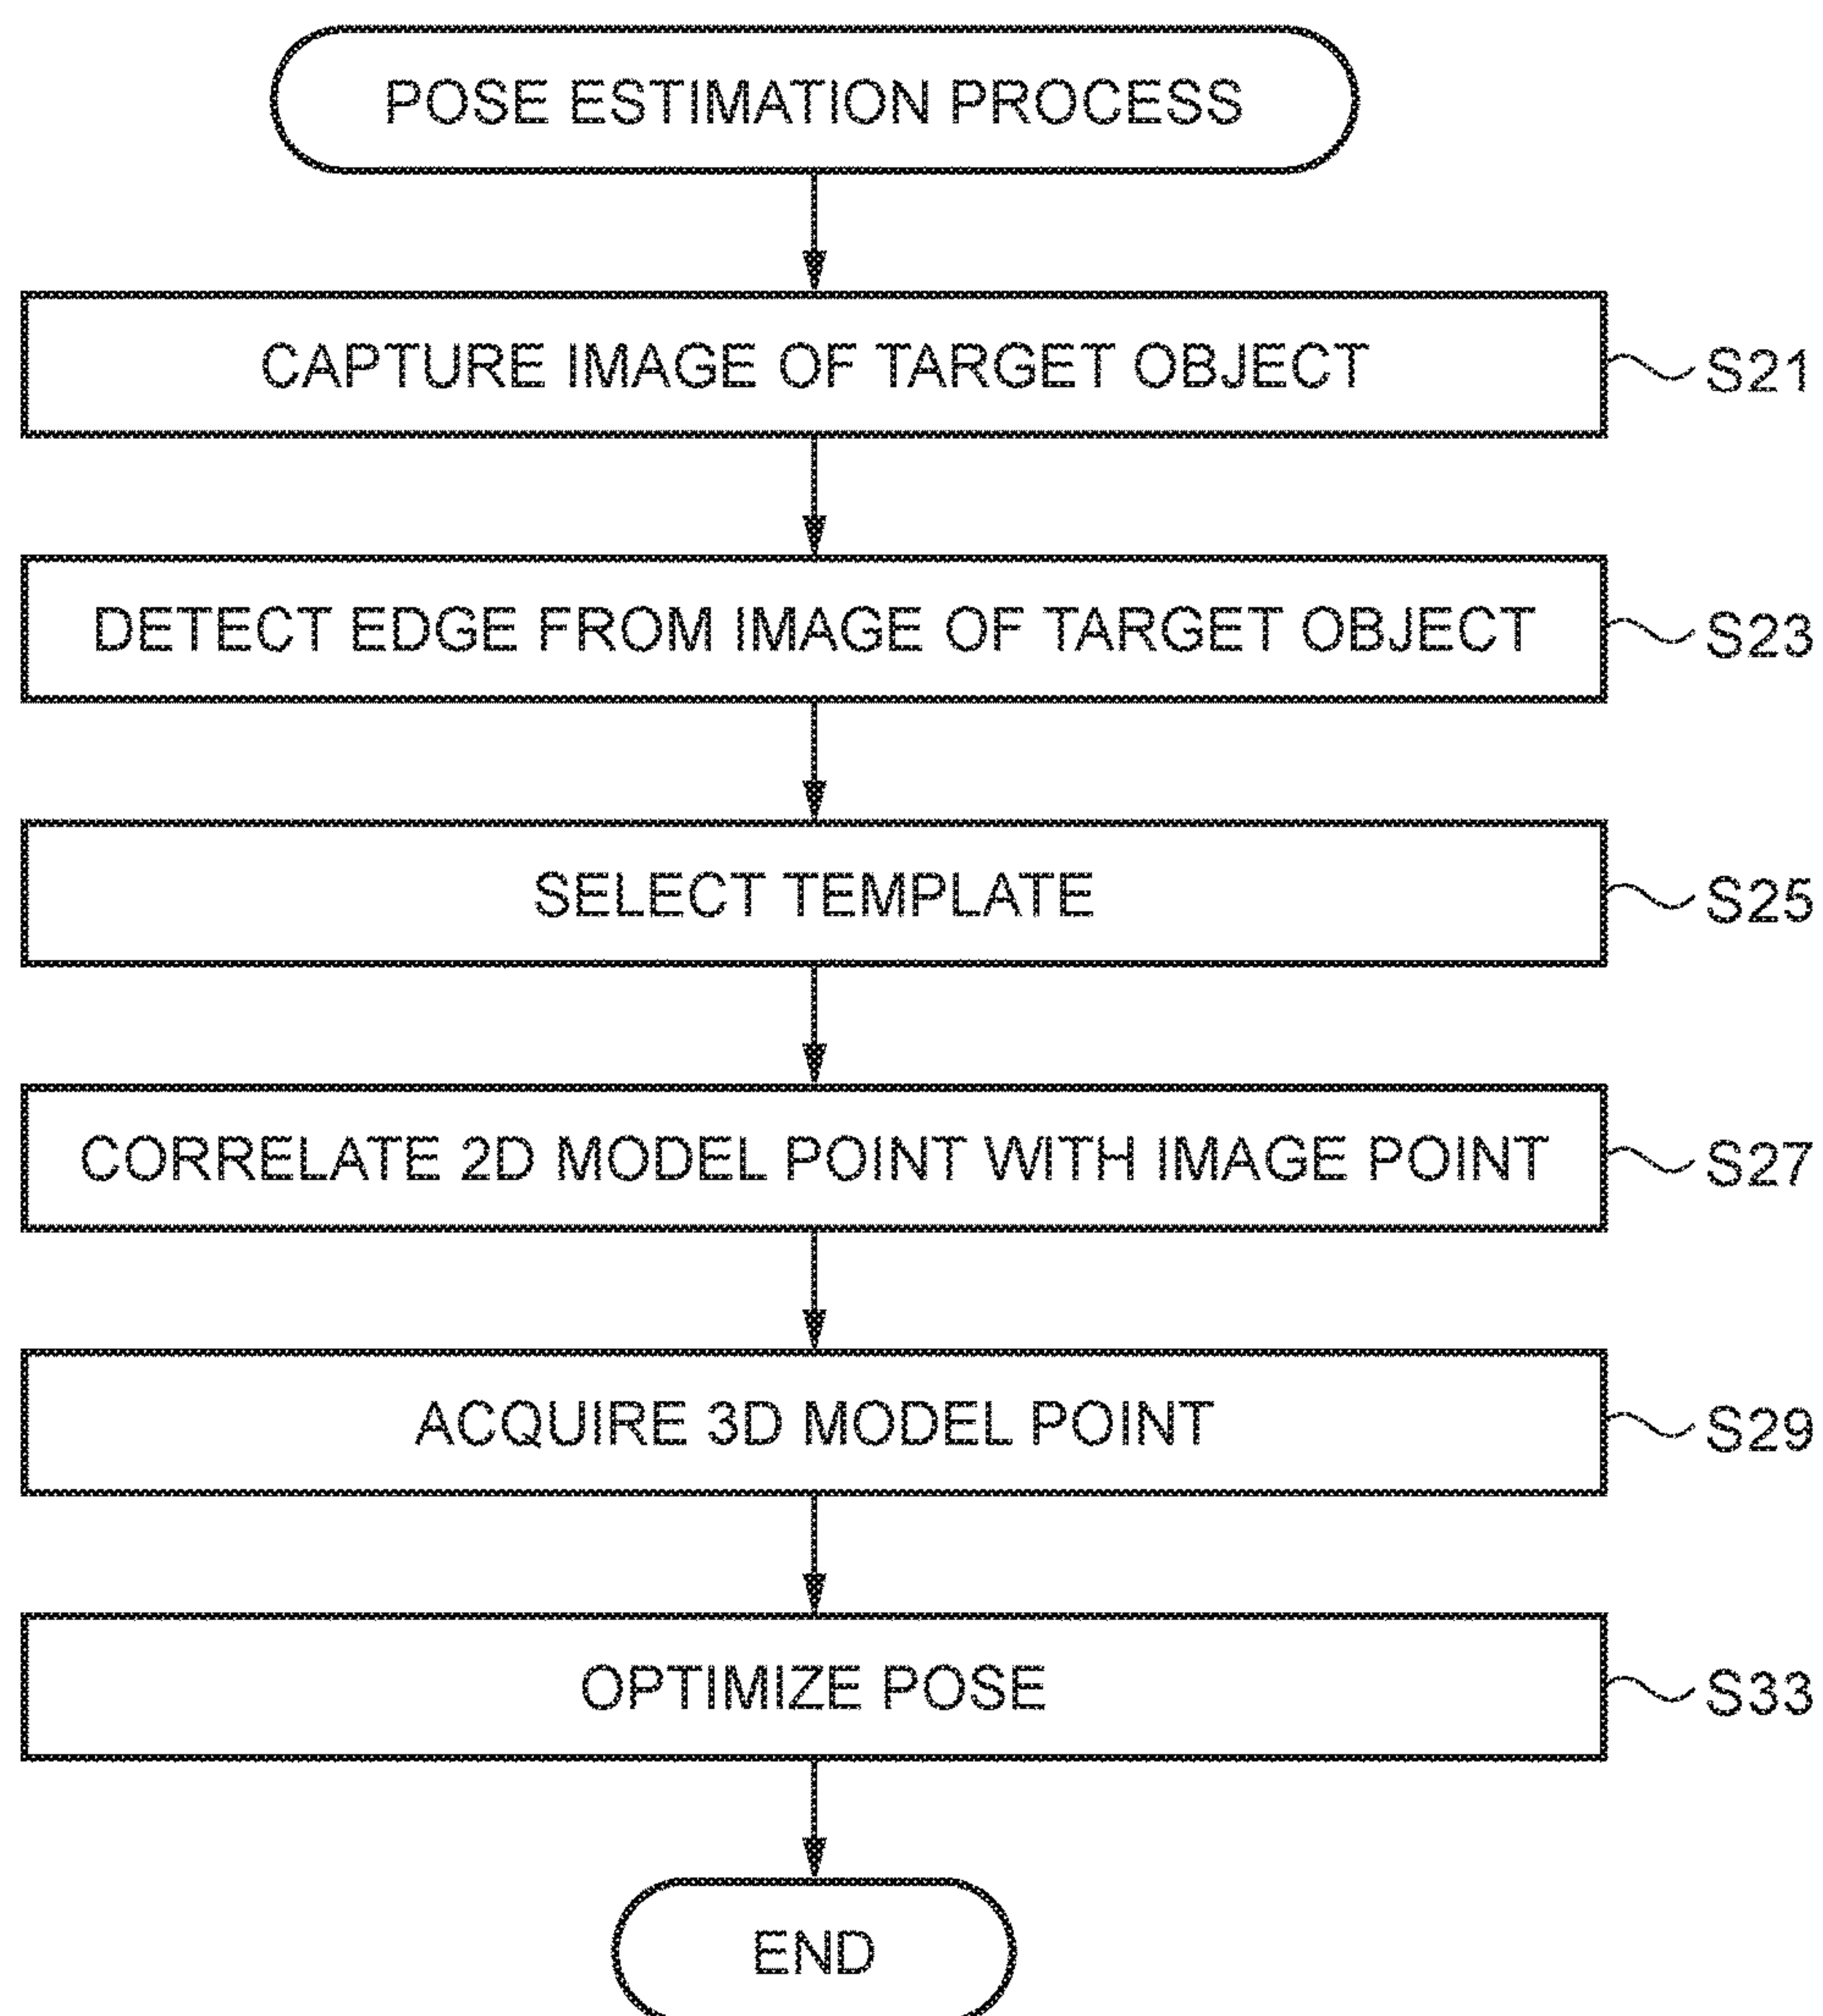 POSE ESTIMATION PROCESS
CAPTURE IMAGE OF TARGET OBJECT
S21
DETECT EDGE FROM IMAGE OF TARGET OBJECT
S23
SELECT TEMPLATE
S25
CORRELATE 2D MODEL POINT WITH IMAGE POINT
S27
ACQUIRE 3D MODEL POINT
S29
OPTIMIZE POSE
S33
END